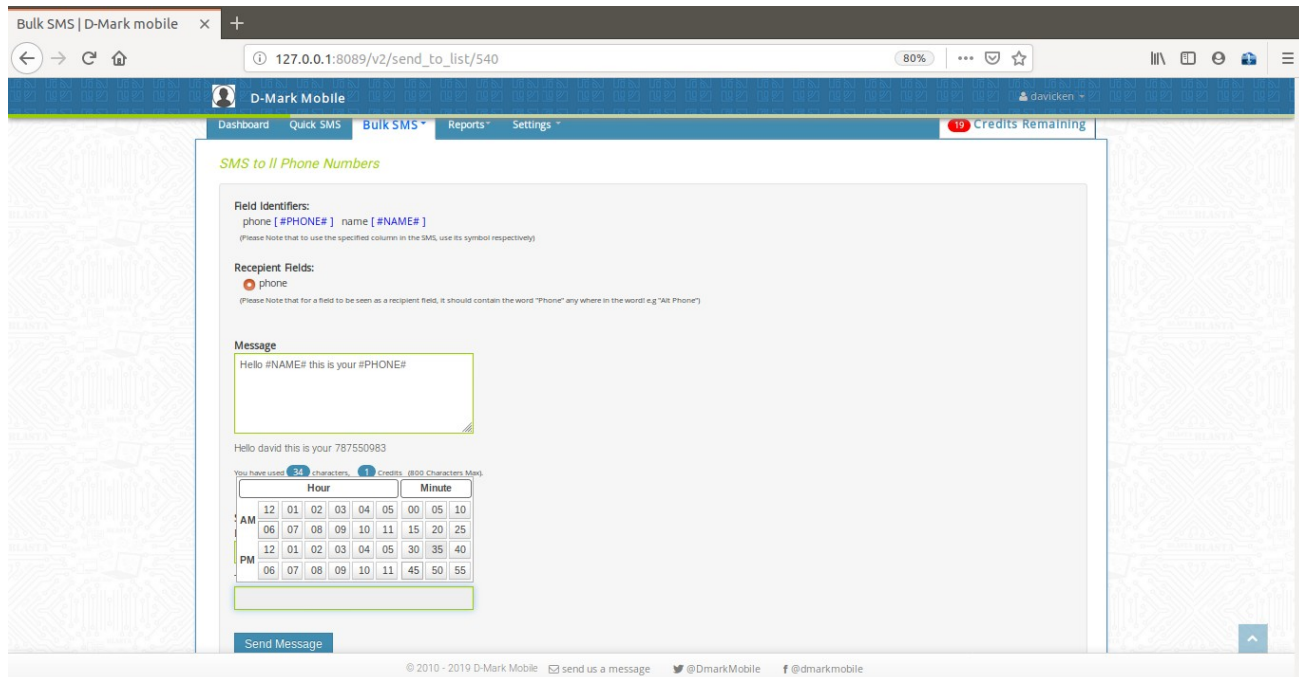 Bulk SMS | D-Mark mobile × +
127.0.0.1:8089/v2/send_to_list/540 80%
D-Mark Mobile davicken
Dashboard Quick SMS Bulk SMS Reports Settings 19 Credits Remaining
SMS to ll Phone Numbers
Field Identifiers:
phone [ #PHONE# ] name [ #NAME# ]
(Please Note that to use the specified column in the SMS, use its symbol respectively)
Recepient Fields:
phone
(Please Note that for a field to be seen as a recipient field, it should contain the word "Phone" any where in the word! e.g "Alt Phone")
Message
Hello #NAME# this is your #PHONE#
Hello david this is your 787550983
You have used 34 characters, 1 Credits (800 Characters Max).
Hour Minute
AM 12 01 02 03 04 05 00 05 10
06 07 08 09 10 11 15 20 25
PM 12 01 02 03 04 05 30 35 40
06 07 08 09 10 11 45 50 55
Send Message
© 2010 - 2019 D-Mark Mobile send us a message @DmarkMobile @dmarkmobile